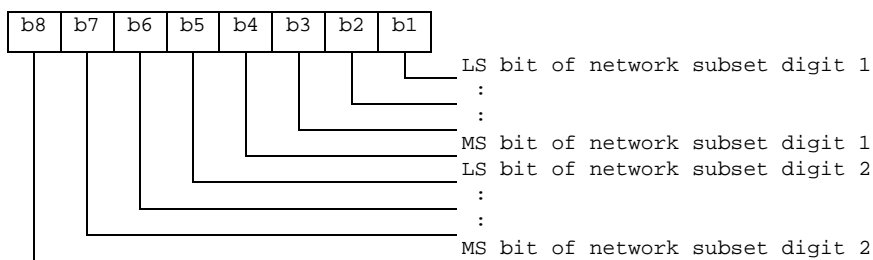 b8 b7 b6 b5 b4 b3 b2 b1
LS bit of network subset digit 1
:
:
MS bit of network subset digit 1
LS bit of network subset digit 2
:
:
MS bit of network subset digit 2